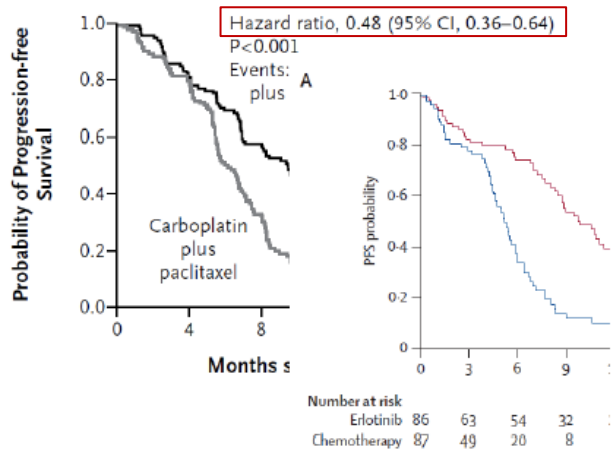 Hazard ratio, 0.48 (95% CI, 0.36–0.64)
P<0.001
Events:
plus
Probability of Progression-free
Survival
1.0
0.8
0.6
0.4
0.2
0.0
Carboplatin
plus
paclitaxel
0 4 8
Months s
A
PFS probability
1·0
0·8
0·6
0·4
0·2
0
0 3 6 9 1
Number at risk
Erlotinib 86 63 54 32
Chemotherapy 87 49 20 8